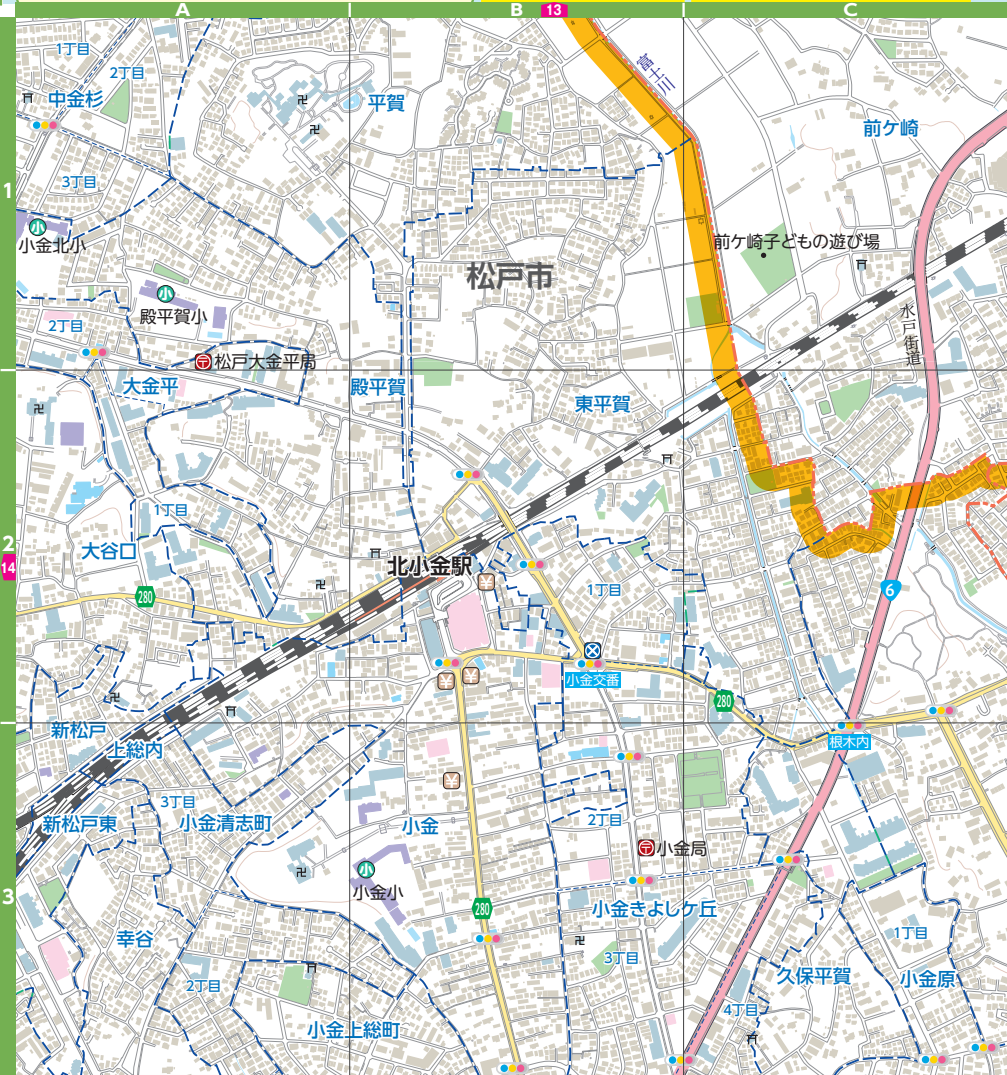 A
B
13
C
1丁目
2丁目
中金杉
平賀
富士川
前ケ崎
3丁目
1
小
小金北小
前ケ崎子どもの遊び場
松戸市
小
殿平賀小
水戸街道
2丁目
松戸大金平局
大金平
殿平賀
東平賀
1丁目
大谷口
2
14
北小金駅
1丁目
6
280
小金交番
280
新松戸
上総内
根木内
3丁目
新松戸東
小金清志町
小金
2丁目
小
小金小
小金局
3
280
小金きよしケ丘
幸谷
3丁目
1丁目
2丁目
久保平賀
小金原
小金上総町
4丁目